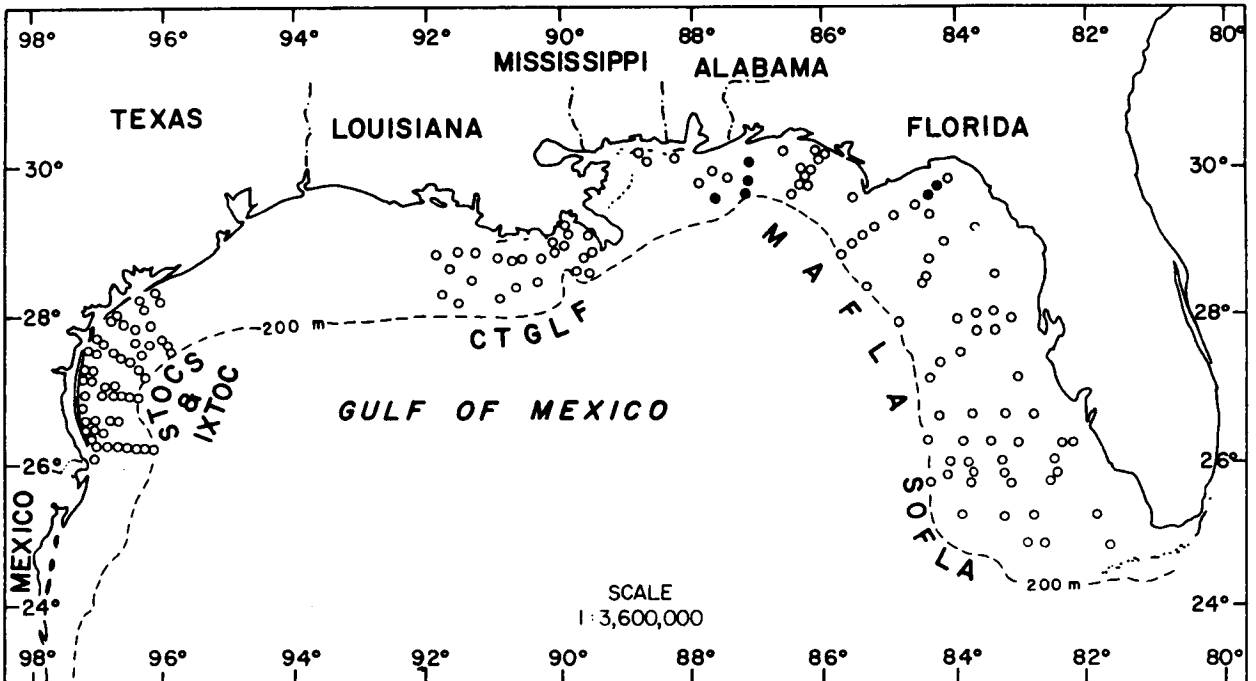 98° 96° 94° 92° 90° 88° 86° 84° 82° 80°
MISSISSIPPI ALABAMA
TEXAS LOUISIANA FLORIDA
30° 30°
MAFLA
28° 28°
200 m
CTGLF
STOCS
&
IXTOC
GULF OF MEXICO
26° 26°
SOFLA
MEXICO
200 m
SCALE
1:3,600,000
24° 24°
98° 96° 94° 92° 90° 88° 86° 84° 82° 80°